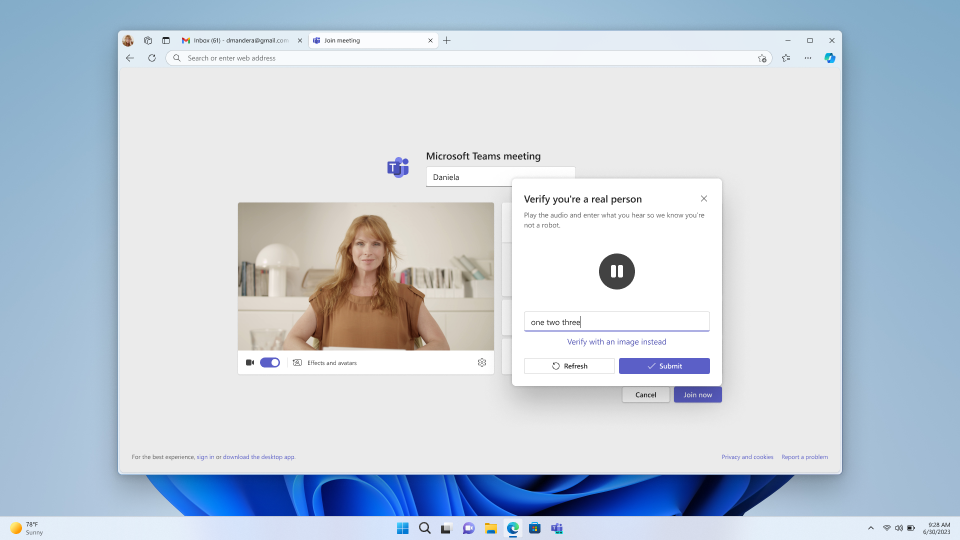 Inbox (61) - dmandera@gmail.com
Join meeting
Search or enter web address
Microsoft Teams meeting
Daniela
Verify you're a real person
Play the audio and enter what you hear so we know you're
not a robot.
one two three
Verify with an image instead
Refresh
Submit
Effects and avatars
Cancel
Join now
For the best experience, sign in or download the desktop app.
Privacy and cookies
Report a problem
78°F
Sunny
9:28 AM
6/30/2023